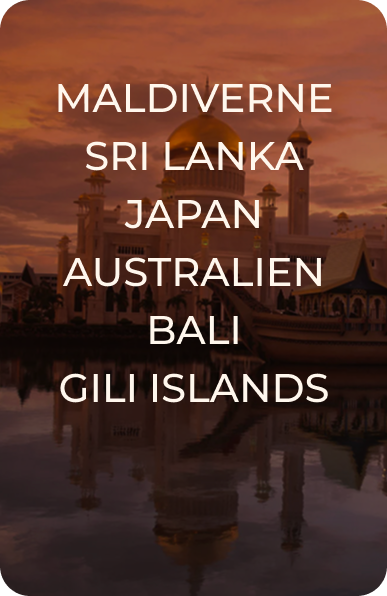 MALDIVERNE
SRI LANKA
JAPAN
AUSTRALIEN
BALI
GILI ISLANDS